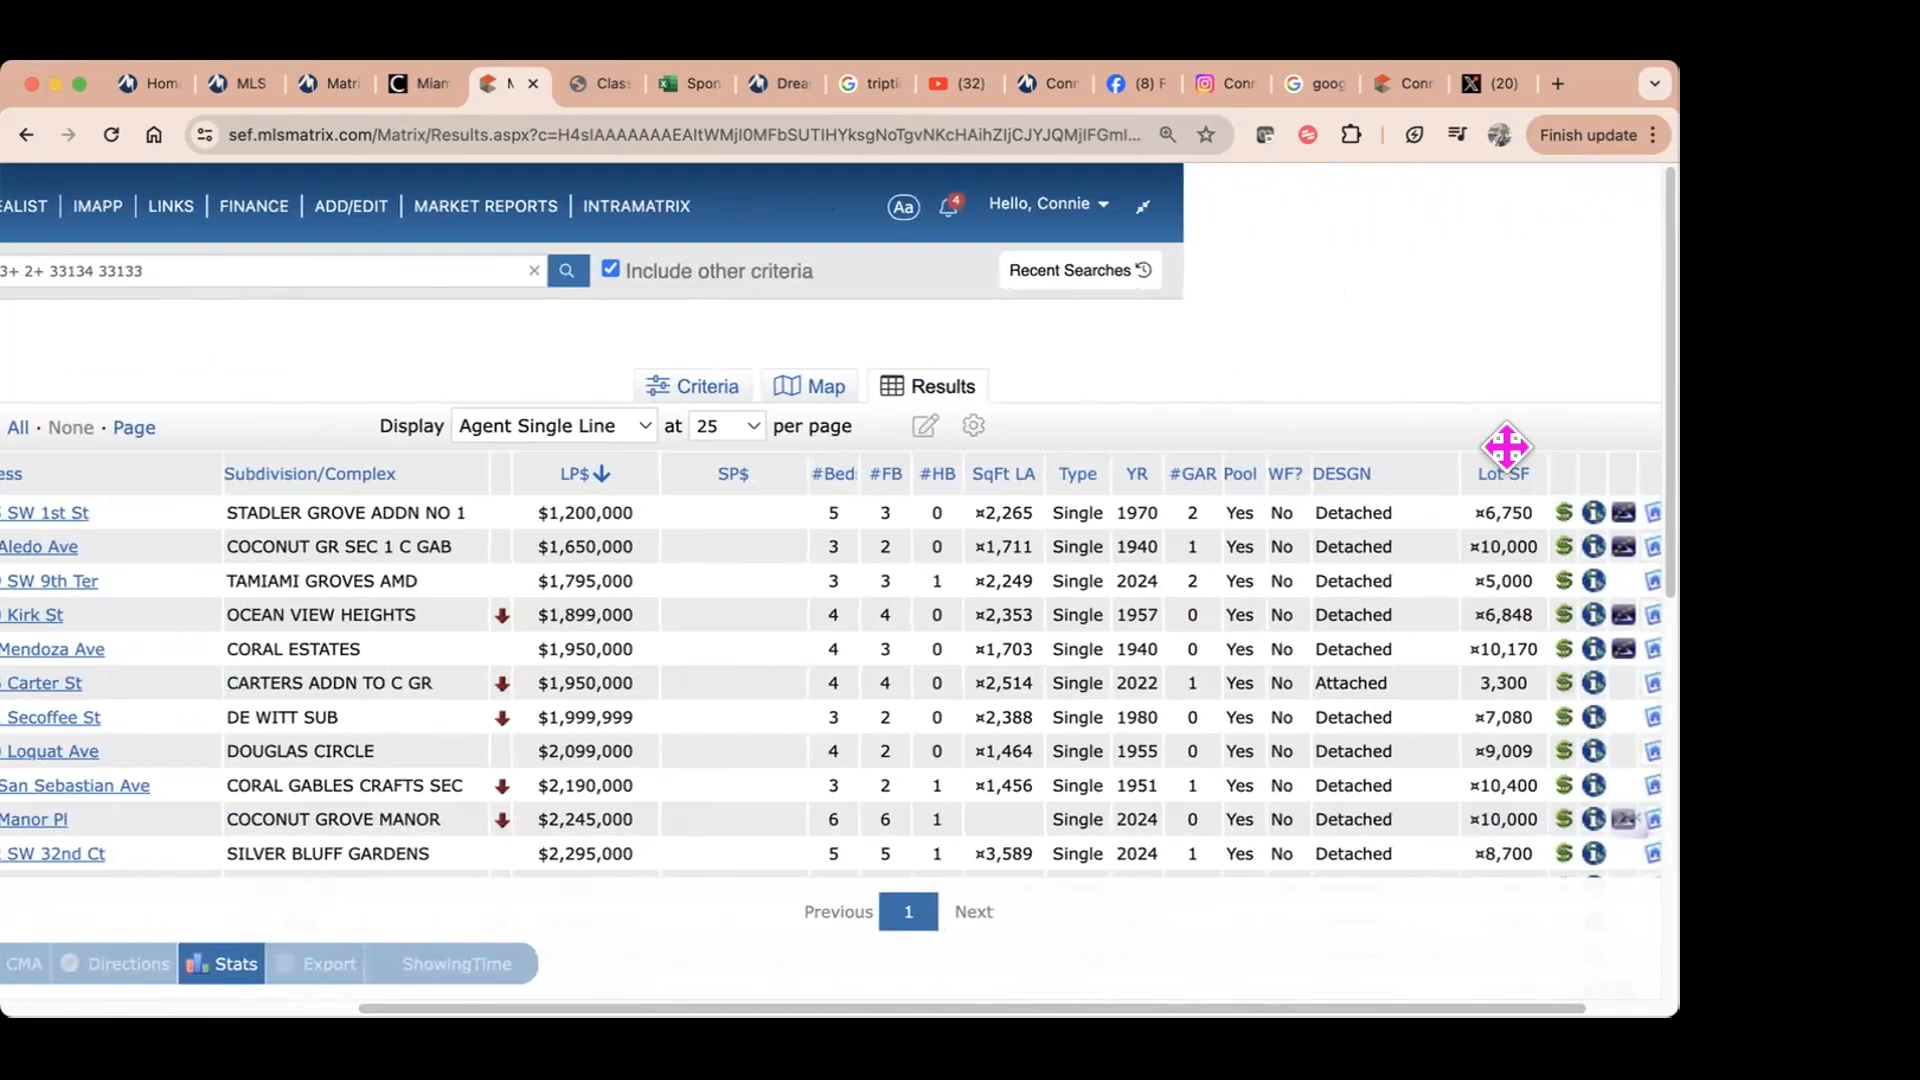 Hom MLS Matri Miam M Class Spon Drea tripti (32) Conn (8) F Conn goog Conn (20)
sef.mlsmatrix.com/Matrix/Results.aspx?c=H4sIAAAAAAAEAItWMjI0MFbSUTIHYksgNoTgvNKcHAihZIjCJYJQMjIFGml... Finish update
EALIST IMAPP LINKS FINANCE ADD/EDIT MARKET REPORTS INTRAMATRIX Aa 4 Hello, Connie
3+ 2+ 33134 33133 Include other criteria Recent Searches
Criteria Map Results
All · None · Page Display Agent Single Line at 25 per page
ess Subdivision/Complex LP$ SP$ #Beds #FB #HB SqFt LA Type YR #GAR Pool WF? DESGN Lot SF
SW 1st St STADLER GROVE ADDN NO 1 $1,200,000 5 3 0 ¤2,265 Single 1970 2 Yes No Detached ¤6,750
Aledo Ave COCONUT GR SEC 1 C GAB $1,650,000 3 2 0 ¤1,711 Single 1940 1 Yes No Detached ¤10,000
SW 9th Ter TAMIAMI GROVES AMD $1,795,000 3 3 1 ¤2,249 Single 2024 2 Yes No Detached ¤5,000
Kirk St OCEAN VIEW HEIGHTS $1,899,000 4 4 0 ¤2,353 Single 1957 0 Yes No Detached ¤6,848
Mendoza Ave CORAL ESTATES $1,950,000 4 3 0 ¤1,703 Single 1940 0 Yes No Detached ¤10,170
Carter St CARTERS ADDN TO C GR $1,950,000 4 4 0 ¤2,514 Single 2022 1 Yes No Attached 3,300
Secoffee St DE WITT SUB $1,999,999 3 2 0 ¤2,388 Single 1980 0 Yes No Detached ¤7,080
Loquat Ave DOUGLAS CIRCLE $2,099,000 4 2 0 ¤1,464 Single 1955 0 Yes No Detached ¤9,009
San Sebastian Ave CORAL GABLES CRAFTS SEC $2,190,000 3 2 1 ¤1,456 Single 1951 1 Yes No Detached ¤10,400
Manor Pl COCONUT GROVE MANOR $2,245,000 6 6 1 Single 2024 0 Yes No Detached ¤10,000
SW 32nd Ct SILVER BLUFF GARDENS $2,295,000 5 5 1 ¤3,589 Single 2024 1 Yes No Detached ¤8,700
Previous 1 Next
CMA Directions Stats Export ShowingTime